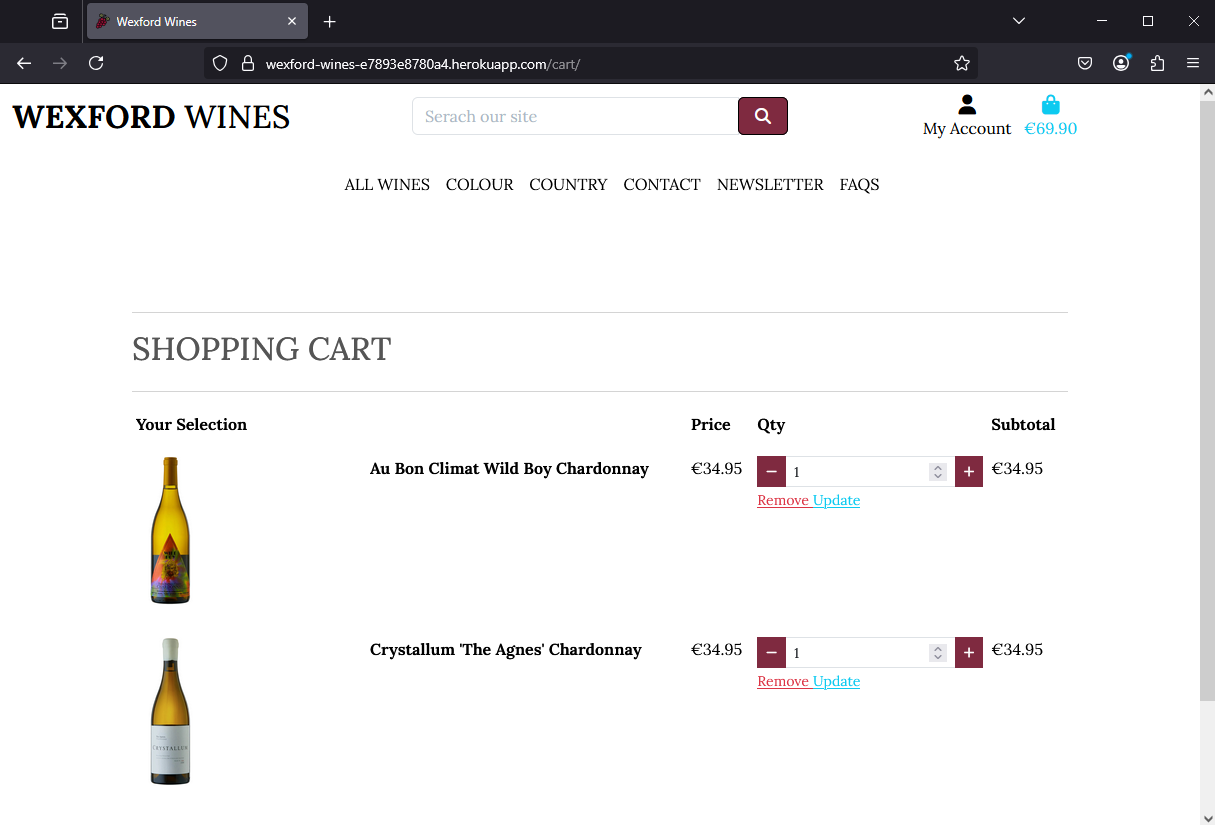 Wexford Wines
wexford-wines-e7893e8780a4.herokuapp.com/cart/
WEXFORD WINES
Serach our site
My Account €69.90
ALL WINES COLOUR COUNTRY CONTACT NEWSLETTER FAQS
SHOPPING CART
Your Selection Price Qty Subtotal
Au Bon Climat Wild Boy Chardonnay €34.95 − 1 + €34.95
Remove Update
Crystallum 'The Agnes' Chardonnay €34.95 − 1 + €34.95
Remove Update
CRYSTALLUM